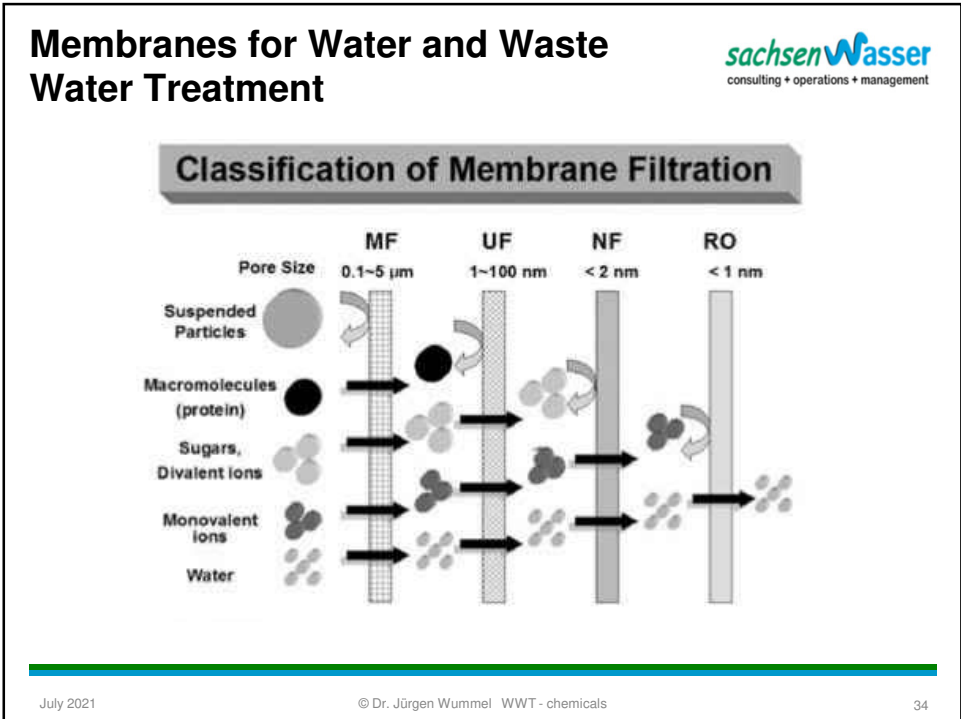 Membranes for Water and Waste
Water Treatment
sachsenWasser
consulting + operations + management
Classification of Membrane Filtration
MF UF NF RO
Pore Size 0.1~5 µm 1~100 nm < 2 nm < 1 nm
Suspended
Particles
Macromolecules
(protein)
Sugars,
Divalent ions
Monovalent
ions
Water
July 2021 © Dr. Jürgen Wummel WWT - chemicals 34